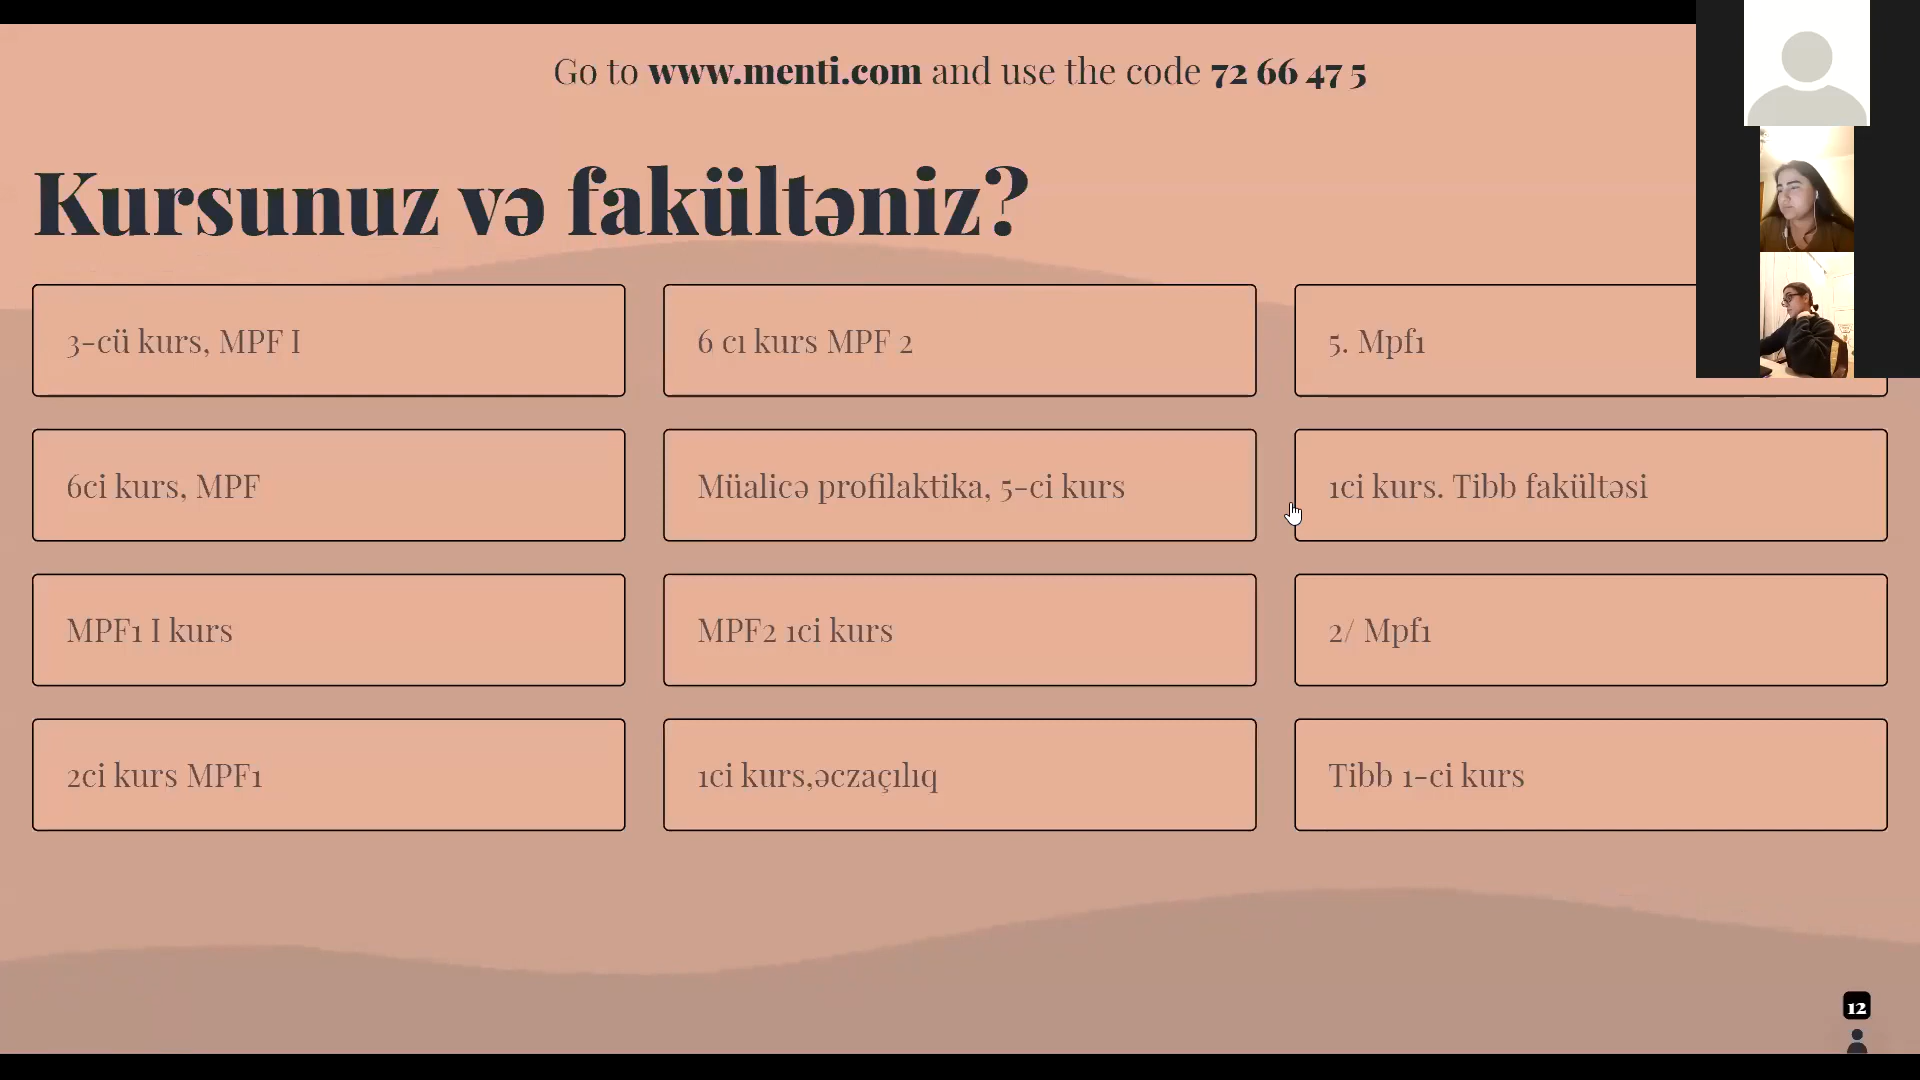 Go to www.menti.com and use the code 72 66 47 5
Kursunuz və fakültəniz?
3-cü kurs, MPF I
6 cı kurs MPF 2
5. Mpf1
6ci kurs, MPF
Müalicə profilaktika, 5-ci kurs
1ci kurs. Tibb fakültəsi
MPF1 I kurs
MPF2 1ci kurs
2/ Mpf1
2ci kurs MPF1
1ci kurs,əczaçılıq
Tibb 1-ci kurs
12